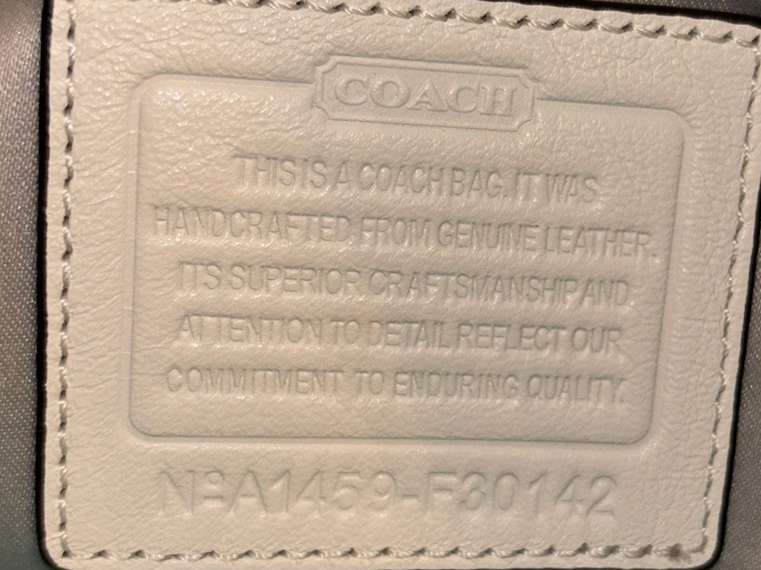 COACH
THIS IS A COACH BAG. IT WAS
HANDCRAFTED FROM GENUINE LEATHER.
ITS SUPERIOR CRAFTSMANSHIP AND
ATTENTION TO DETAIL REFLECT OUR
COMMITMENT TO ENDURING QUALITY.
Nº A1459-F30142